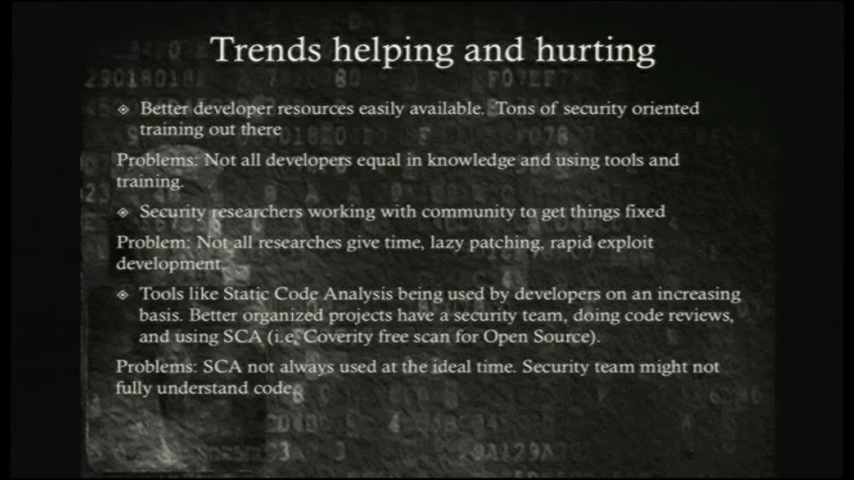 Trends helping and hurting
Better developer resources easily available. Tons of security oriented
training out there
Problems: Not all developers equal in knowledge and using tools and
training.
Security researchers working with community to get things fixed
Problem: Not all researches give time, lazy patching, rapid exploit
development.
Tools like Static Code Analysis being used by developers on an increasing
basis. Better organized projects have a security team, doing code reviews,
and using SCA (i.e. Coverity free scan for Open Source).
Problems: SCA not always used at the ideal time. Security team might not
fully understand code.